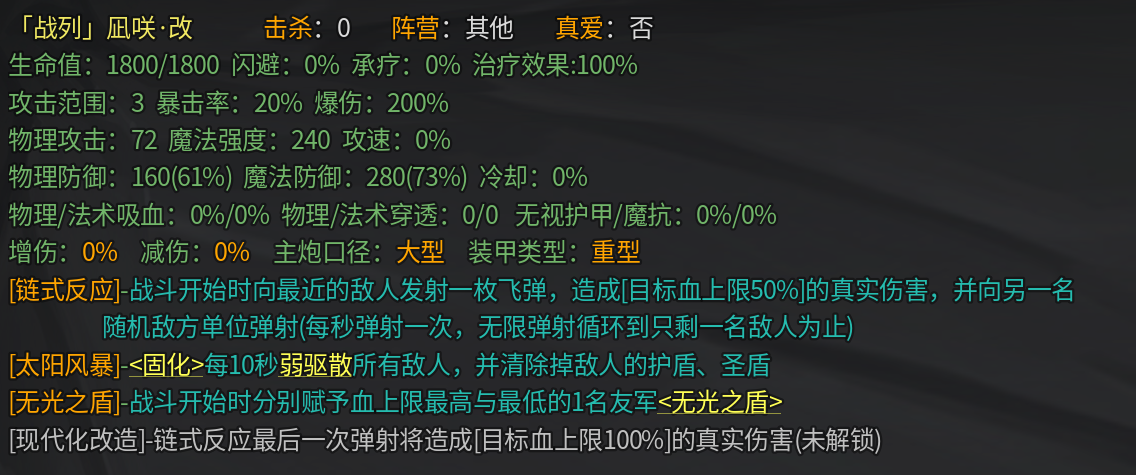 「战列」凪咲·改 击杀：0 阵营：其他 真爱：否
生命值：1800/1800 闪避：0% 承疗：0% 治疗效果:100%
攻击范围：3 暴击率：20% 爆伤：200%
物理攻击：72 魔法强度：240 攻速：0%
物理防御：160(61%) 魔法防御：280(73%) 冷却：0%
物理/法术吸血：0%/0% 物理/法术穿透：0/0 无视护甲/魔抗：0%/0%
增伤：0% 减伤：0% 主炮口径：大型 装甲类型：重型
[链式反应]-战斗开始时向最近的敌人发射一枚飞弹，造成[目标血上限50%]的真实伤害，并向另一名
随机敌方单位弹射(每秒弹射一次，无限弹射循环到只剩一名敌人为止)
[太阳风暴]-<固化>每10秒弱驱散所有敌人，并清除掉敌人的护盾、圣盾
[无光之盾]-战斗开始时分别赋予血上限最高与最低的1名友军<无光之盾>
[现代化改造]-链式反应最后一次弹射将造成[目标血上限100%]的真实伤害(未解锁)